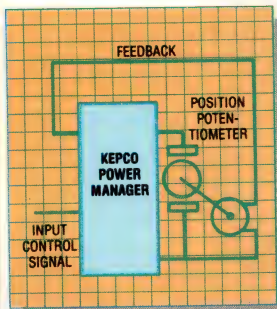 FEEDBACK
POSITION
POTEN-
TIOMETER
KEPCO
POWER
MANAGER
INPUT
CONTROL
SIGNAL